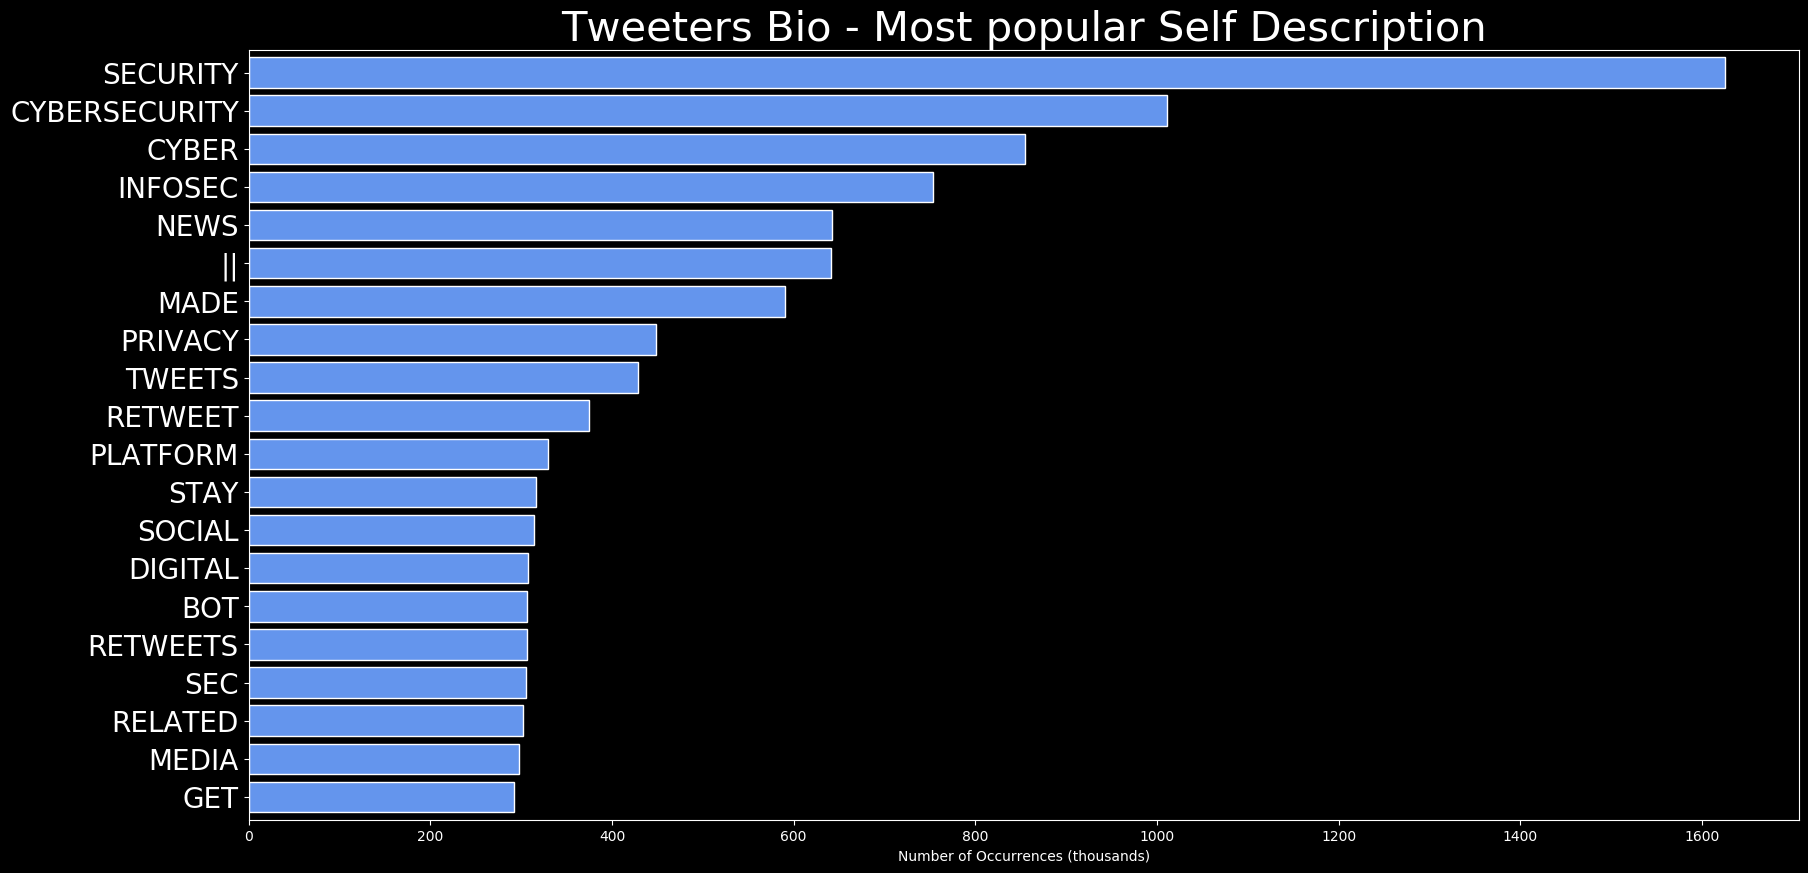 Tweeters Bio - Most popular Self Description
SECURITY
CYBERSECURITY
CYBER
INFOSEC
NEWS
||
MADE
PRIVACY
TWEETS
RETWEET
PLATFORM
STAY
SOCIAL
DIGITAL
BOT
RETWEETS
SEC
RELATED
MEDIA
GET
0 200 400 600 800 1000 1200 1400 1600
Number of Occurrences (thousands)